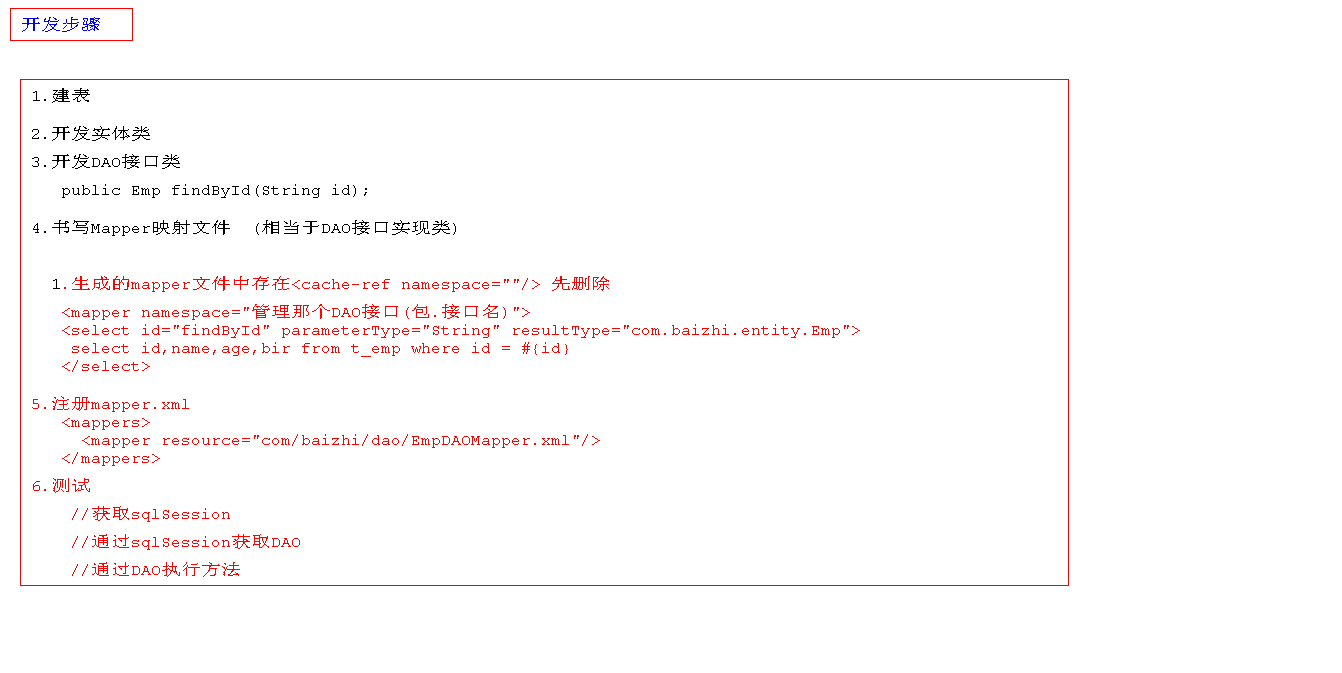 开发步骤
1.建表
2.开发实体类
3.开发DAO接口类
public Emp findById(String id);
4.书写Mapper映射文件 (相当于DAO接口实现类)
1.生成的mapper文件中存在<cache-ref namespace=""/> 先删除
<mapper namespace="管理那个DAO接口(包.接口名)">
<select id="findById" parameterType="String" resultType="com.baizhi.entity.Emp">
select id,name,age,bir from t_emp where id = #{id}
</select>
5.注册mapper.xml
<mappers>
<mapper resource="com/baizhi/dao/EmpDAOMapper.xml"/>
</mappers>
6.测试
//获取sqlSession
//通过sqlSession获取DAO
//通过DAO执行方法